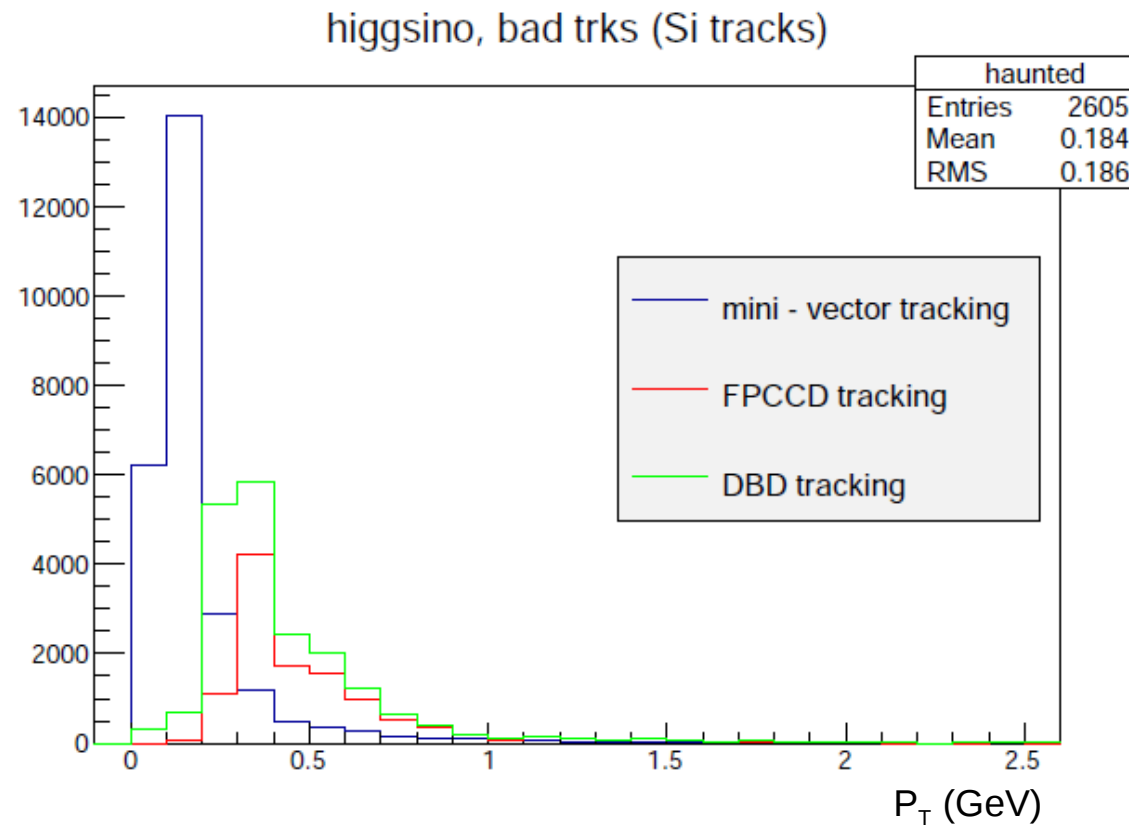 higgsino, bad trks (Si tracks)
haunted
Entries 2605
Mean 0.184
RMS 0.186
14000
12000
10000
8000
6000
4000
2000
0
mini - vector tracking
FPCCD tracking
DBD tracking
0 0.5 1 1.5 2 2.5
P_T (GeV)